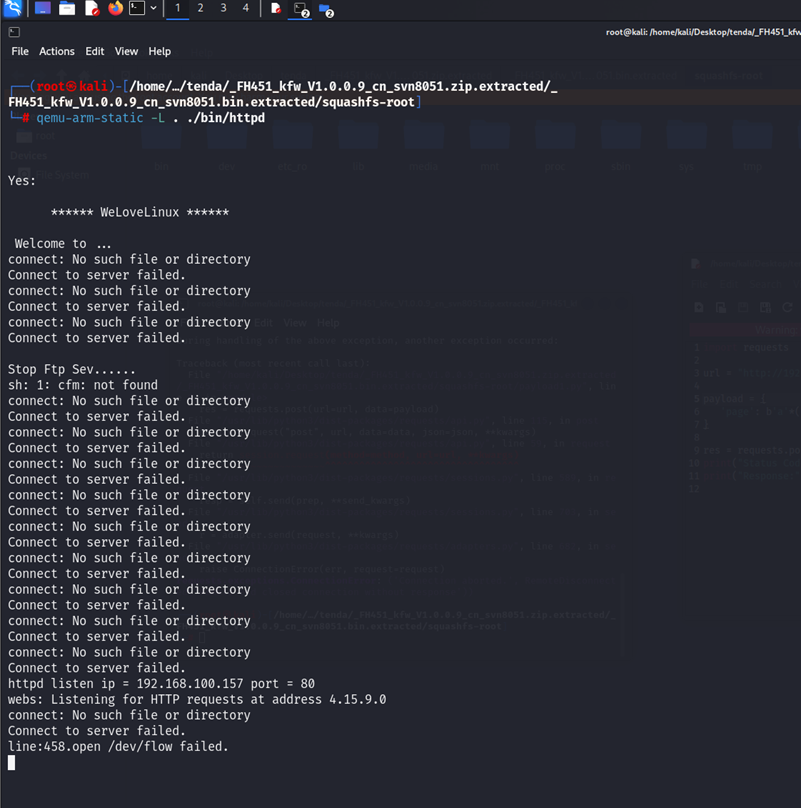 1 2 3 4
root@kali: /home/kali/Desktop/tenda/_FH451_kfw
File Actions Edit View Help
┌──(root㉿kali)-[/home/…/tenda/_FH451_kfw_V1.0.0.9_cn_svn8051.zip.extracted/_
FH451_kfw_V1.0.0.9_cn_svn8051.bin.extracted/squashfs-root]
└─# qemu-arm-static -L . ./bin/httpd
Yes:
****** WeLoveLinux ******
Welcome to ...
connect: No such file or directory
Connect to server failed.
connect: No such file or directory
Connect to server failed.
connect: No such file or directory
Connect to server failed.
Stop Ftp Sev......
sh: 1: cfm: not found
connect: No such file or directory
Connect to server failed.
connect: No such file or directory
Connect to server failed.
connect: No such file or directory
Connect to server failed.
connect: No such file or directory
Connect to server failed.
connect: No such file or directory
Connect to server failed.
connect: No such file or directory
Connect to server failed.
connect: No such file or directory
Connect to server failed.
connect: No such file or directory
Connect to server failed.
connect: No such file or directory
Connect to server failed.
httpd listen ip = 192.168.100.157 port = 80
webs: Listening for HTTP requests at address 4.15.9.0
connect: No such file or directory
Connect to server failed.
line:458.open /dev/flow failed.